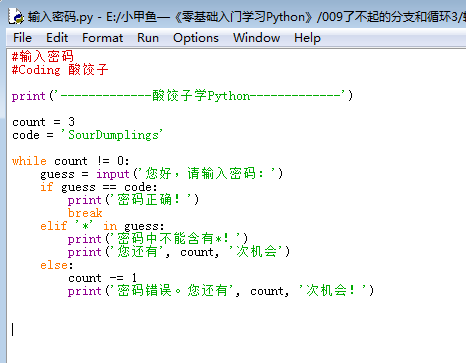 输入密码.py - E:/小甲鱼—《零基础入门学习Python》/009了不起的分支和循环3/
File Edit Format Run Options Window Help
#输入密码
#Coding 酸饺子
print('-------------酸饺子学Python-------------')
count = 3
code = 'SourDumplings'
while count != 0:
guess = input('您好，请输入密码：')
if guess == code:
print('密码正确！')
break
elif '*' in guess:
print('密码中不能含有*！')
print('您还有', count, '次机会')
else:
count -= 1
print('密码错误。您还有', count, '次机会！')